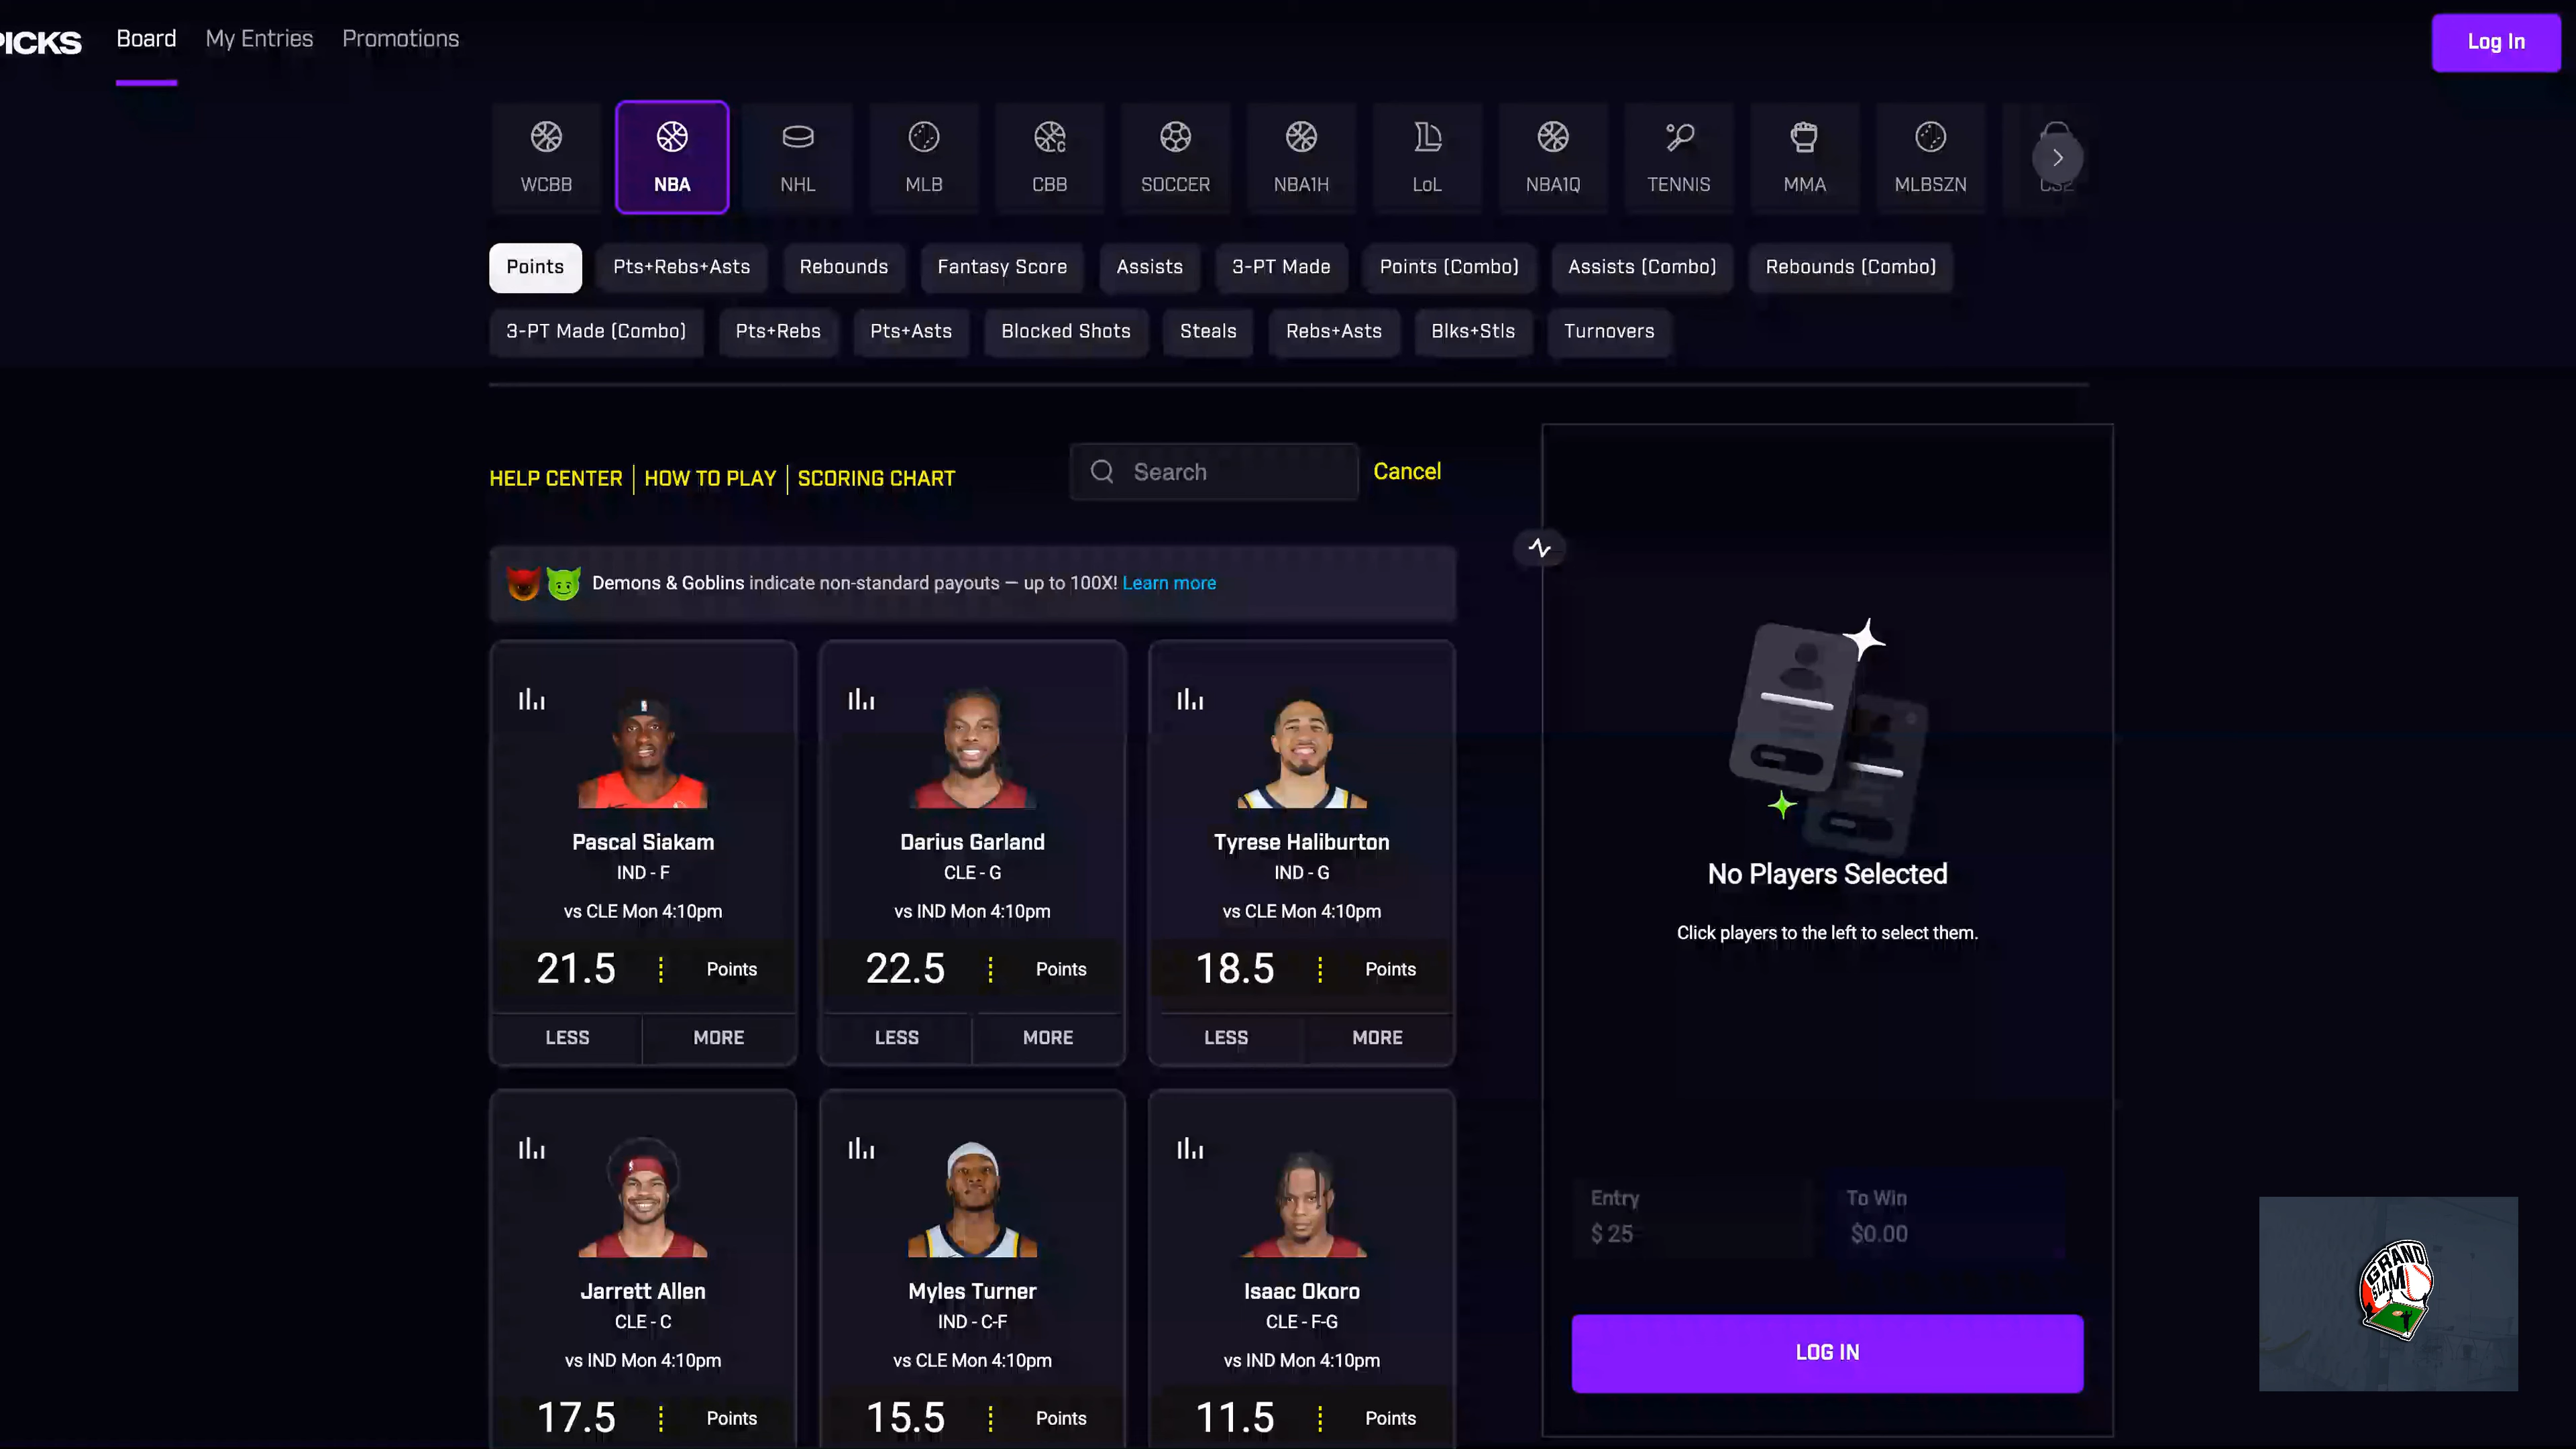 PICKS
Board My Entries Promotions
Log In
WCBB NBA NHL MLB CBB SOCCER NBA1H LoL NBA1Q TENNIS MMA MLBSZN CS2
Points Pts+Rebs+Asts Rebounds Fantasy Score Assists 3-PT Made Points (Combo) Assists (Combo) Rebounds (Combo)
3-PT Made (Combo) Pts+Rebs Pts+Asts Blocked Shots Steals Rebs+Asts Blks+Stls Turnovers
HELP CENTER HOW TO PLAY SCORING CHART
Search Cancel
Demons & Goblins indicate non-standard payouts — up to 100X! Learn more
Pascal Siakam Darius Garland Tyrese Haliburton
IND - F CLE - G IND - G
vs CLE Mon 4:10pm vs IND Mon 4:10pm vs CLE Mon 4:10pm
21.5 Points 22.5 Points 18.5 Points
LESS MORE LESS MORE LESS MORE
Jarrett Allen Myles Turner Isaac Okoro
CLE - C IND - C-F CLE - F-G
vs IND Mon 4:10pm vs CLE Mon 4:10pm vs IND Mon 4:10pm
17.5 Points 15.5 Points 11.5 Points
No Players Selected
Click players to the left to select them.
Entry To Win
$ 25 $0.00
LOG IN
GRAND
SLAM